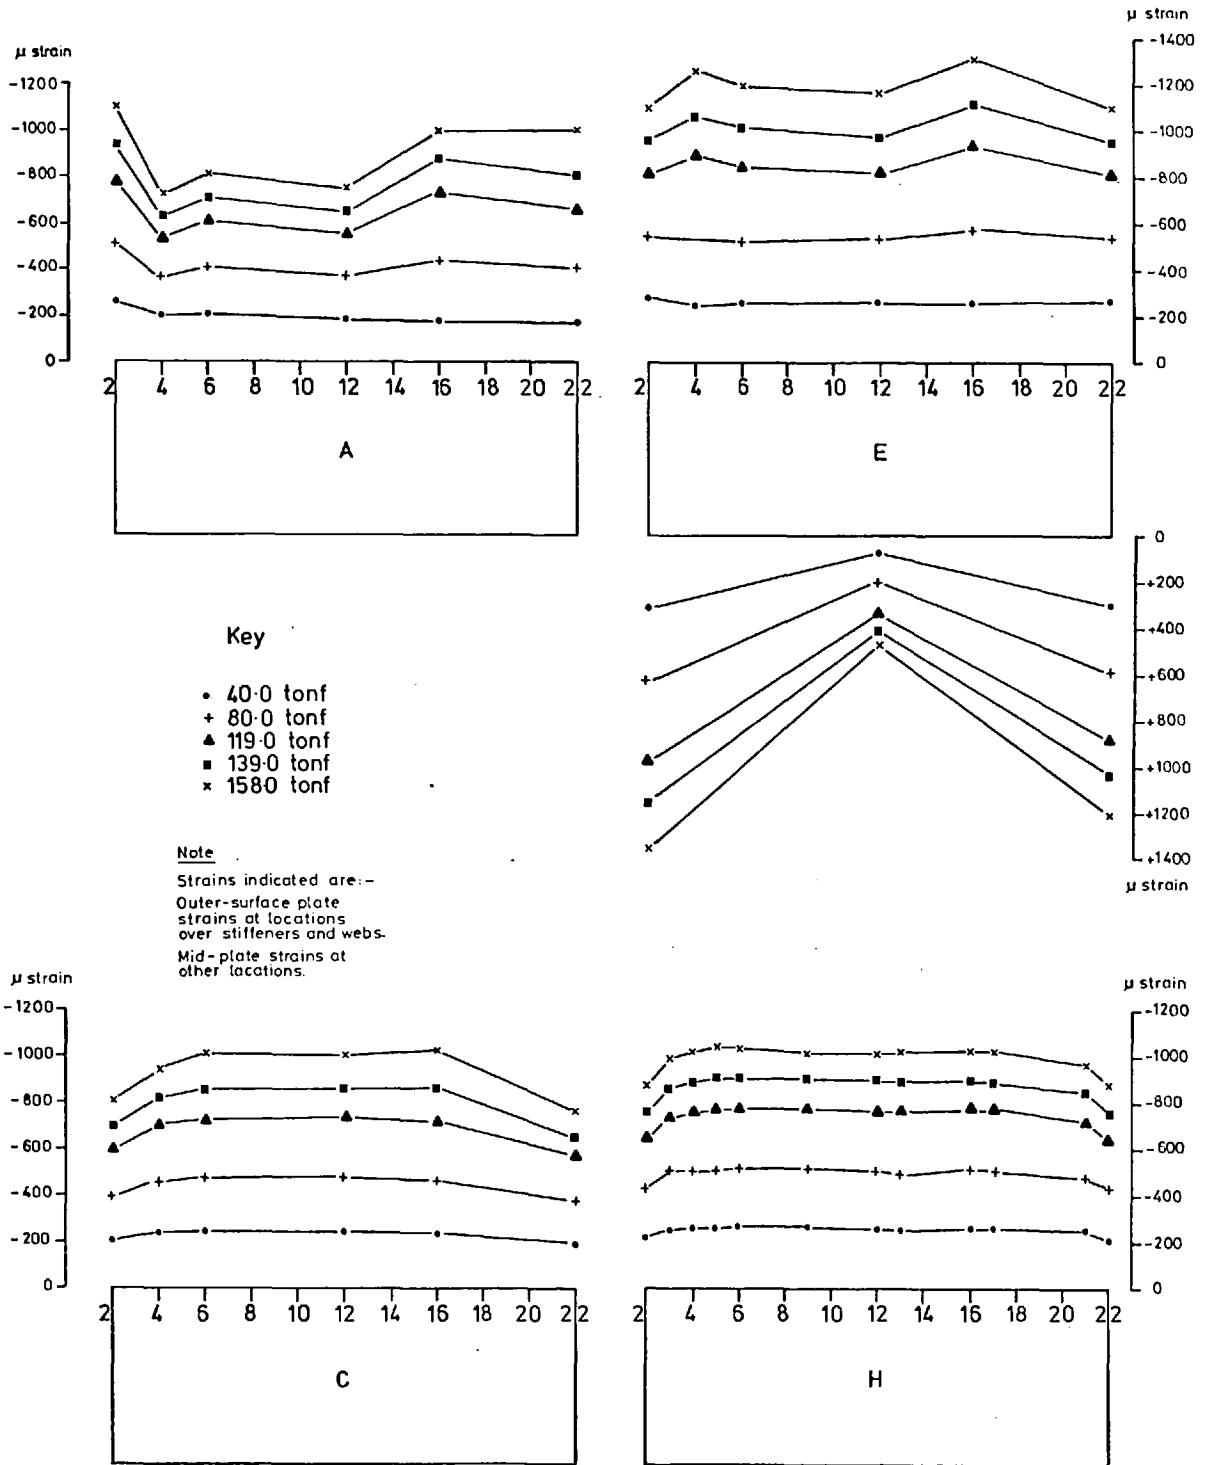 μ strain
-1200
-1000
-800
-600
-400
-200
0
2 4 6 8 10 12 14 16 18 20 22
A
μ strain
-1400
-1200
-1000
-800
-600
-400
-200
0
2 4 6 8 10 12 14 16 18 20 22
E
0
+200
+400
+600
+800
+1000
+1200
+1400
μ strain
Key
• 40·0 tonf
+ 80·0 tonf
▲ 119·0 tonf
■ 139·0 tonf
× 158·0 tonf
Note
Strains indicated are:-
Outer-surface plate
strains at locations
over stiffeners and webs.
Mid-plate strains at
other locations.
μ strain
-1200
-1000
-800
-600
-400
-200
0
2 4 6 8 10 12 14 16 18 20 22
C
μ strain
-1200
-1000
-800
-600
-400
-200
0
2 4 6 8 10 12 14 16 18 20 22
H